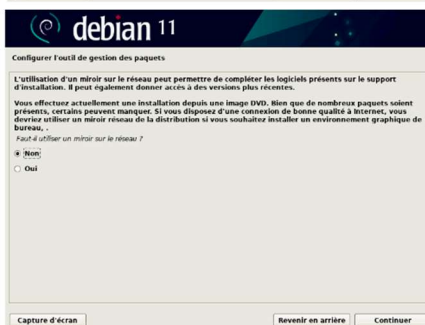 debian 11
Configurer l'outil de gestion des paquets
L'utilisation d'un miroir sur le réseau peut permettre de compléter les logiciels présents sur le support
d'installation. Il peut également donner accès à des versions plus récentes.
Vous effectuez actuellement une installation depuis une image DVD. Bien que de nombreux paquets soient
présents, certains peuvent manquer. Si vous disposez d'une connexion de bonne qualité à Internet, vous
devriez utiliser un miroir réseau de la distribution si vous souhaitez installer un environnement graphique de
bureau, .
Faut-il utiliser un miroir sur le réseau ?
Non
Oui
Capture d'écran
Revenir en arrière
Continuer